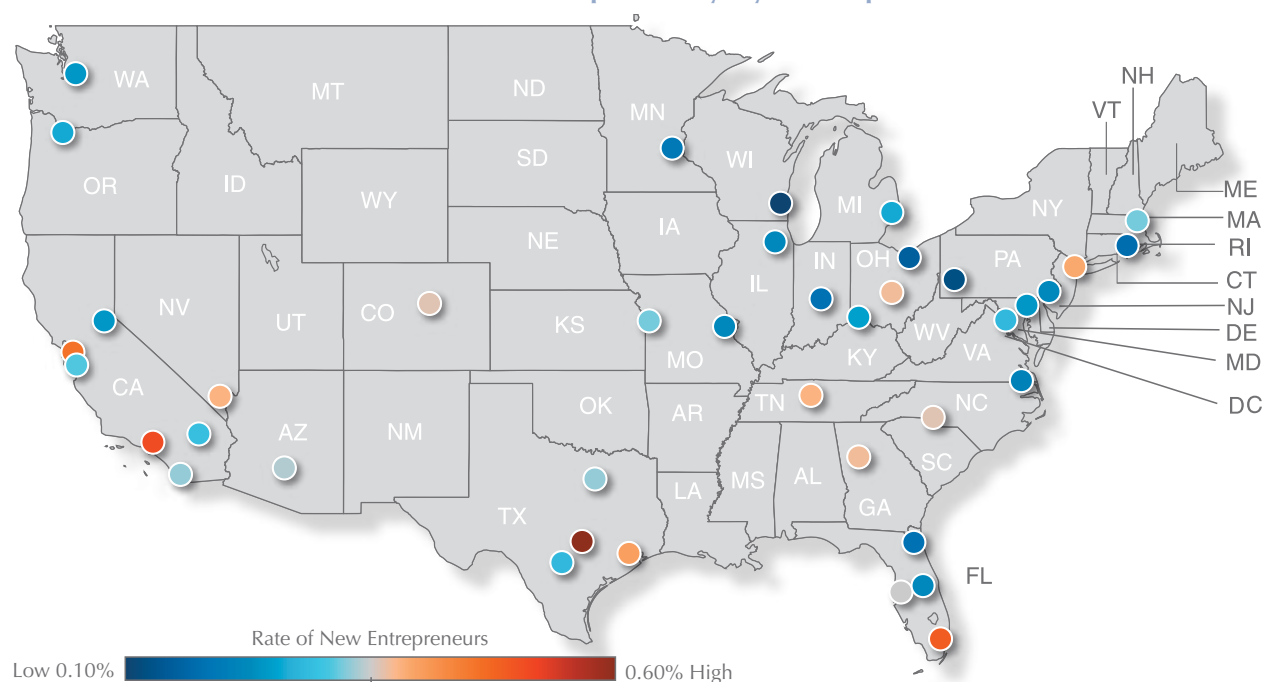 NH
VT
WA
MT
ND
MN
SD
WI
OR
ID
MI
WY
NY
ME
MA
IA
RI
NE
IN
OH
PA
IL
CT
NV
NJ
UT
CO
KS
DE
WV
MO
VA
KY
MD
CA
DC
TN
NC
OK
AR
AZ
NM
SC
MS
AL
LA
GA
TX
FL
Rate of New Entrepreneurs
Low 0.10%
0.60% High